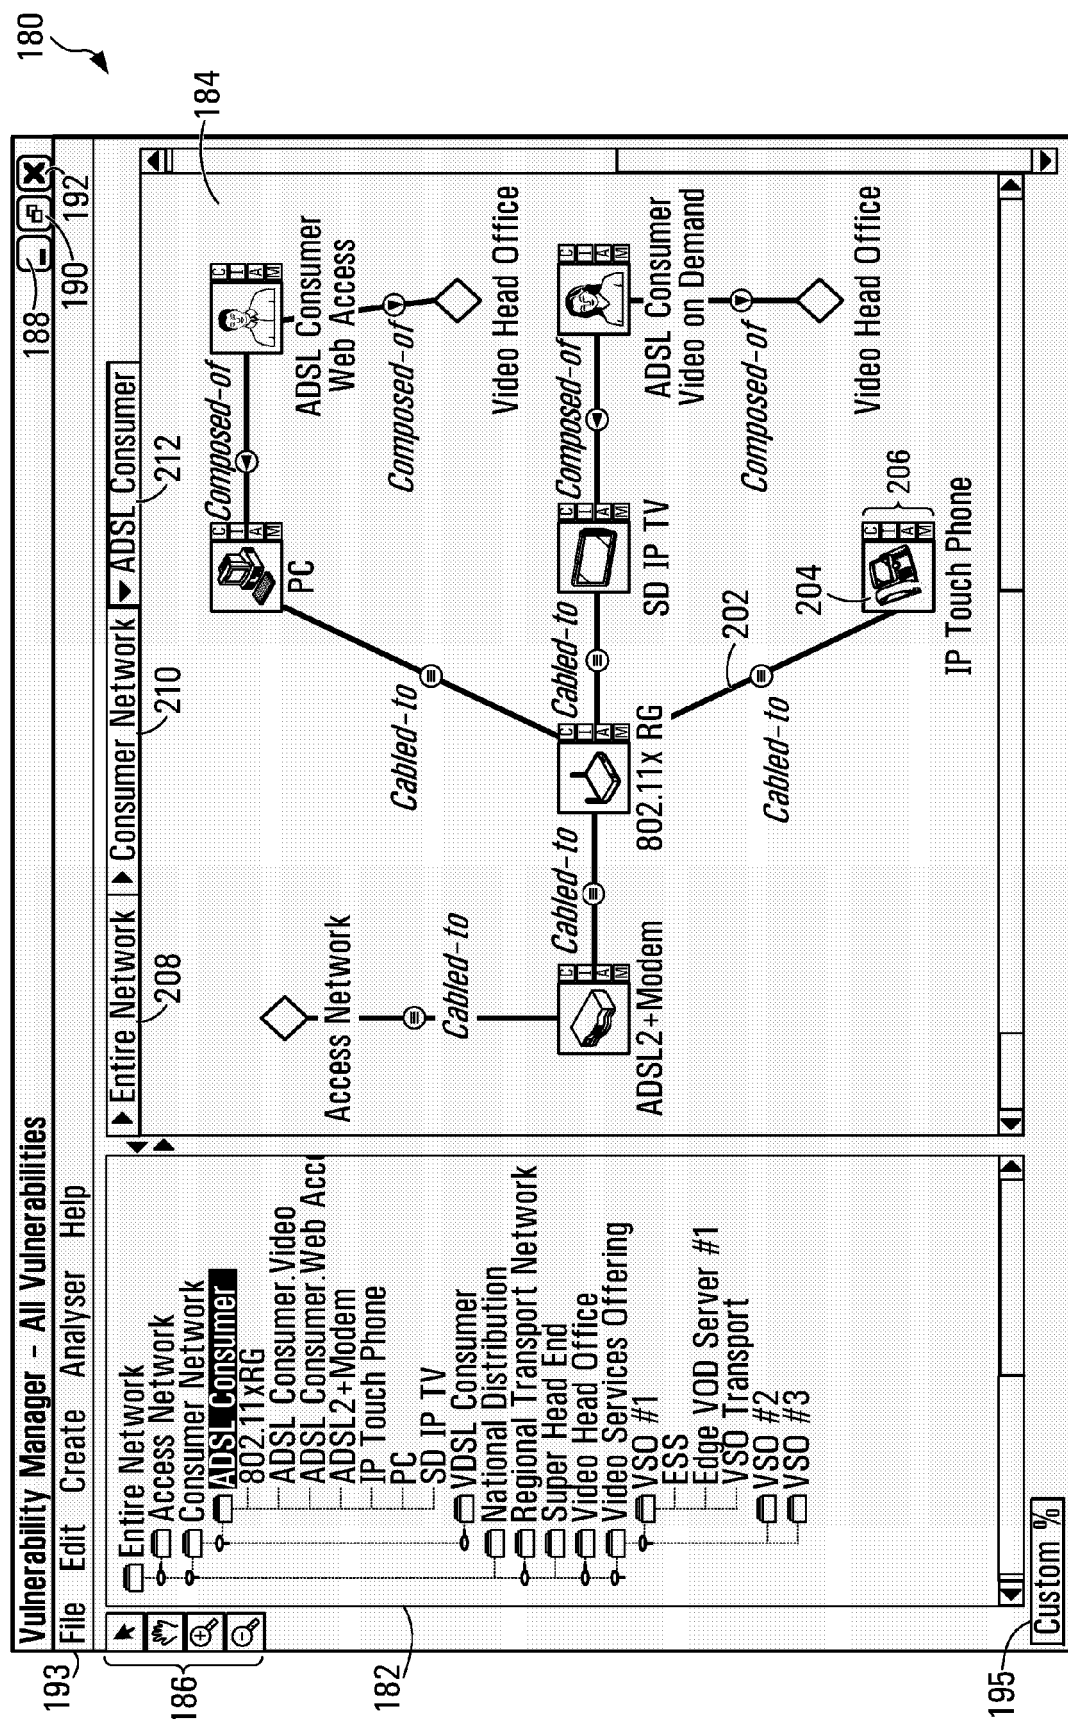 180
Vulnerability Manager – All Vulnerabilities
188
190
192
193
File Edit Create Analyser Help
186
182
Entire Network
Access Network
Consumer Network
ADSL Consumer
802.11xRG
ADSL Consumer.Video
ADSL Consumer.Web Acc
ADSL2+Modem
IP Touch Phone
PC
SD IP TV
VDSL Consumer
National Distribution
Regional Transport Network
Super Head End
Video Head Office
Video Services Offering
VSO #1
ESS
Edge VOD Server #1
VSO Transport
VSO #2
VSO #3
195
Custom %
Entire Network
Consumer Network
ADSL Consumer
208
210
212
184
Access Network
Cabled-to
C I A M
ADSL2+Modem
Cabled-to
C I A M
802.11x RG
Cabled-to
C I A M
PC
Composed-of
C I A M
ADSL Consumer
Web Access
Composed-of
Video Head Office
Cabled-to
C I A M
SD IP TV
Composed-of
C I A M
ADSL Consumer
Video on Demand
Composed-of
Video Head Office
202
Cabled-to
204
C I A M
206
IP Touch Phone